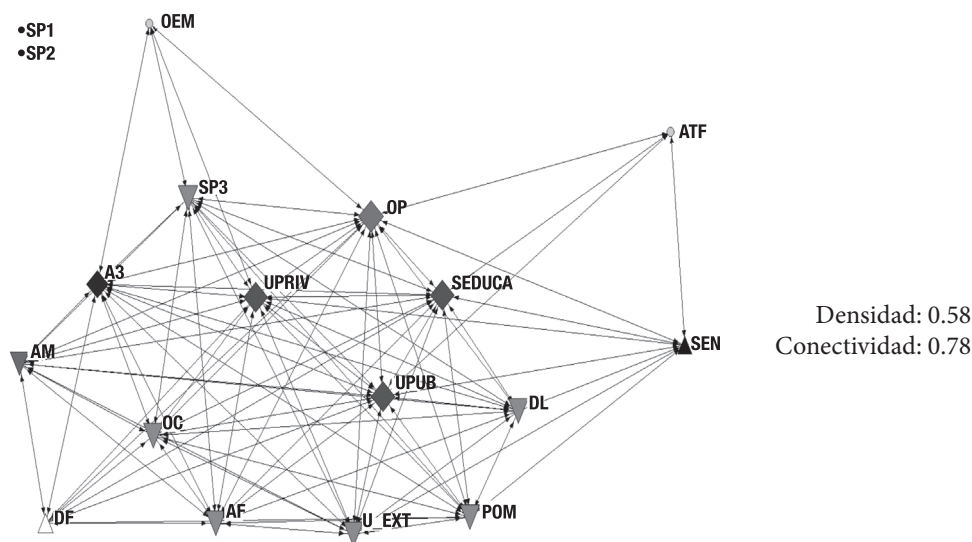 •SP1
•SP2
OEM
ATF
SP3
OP
A3
UPRIV
SEDUCA
AM
SEN
UPUB
DL
OC
DF
AF
U_EXT
POM
Densidad: 0.58
Conectividad: 0.78